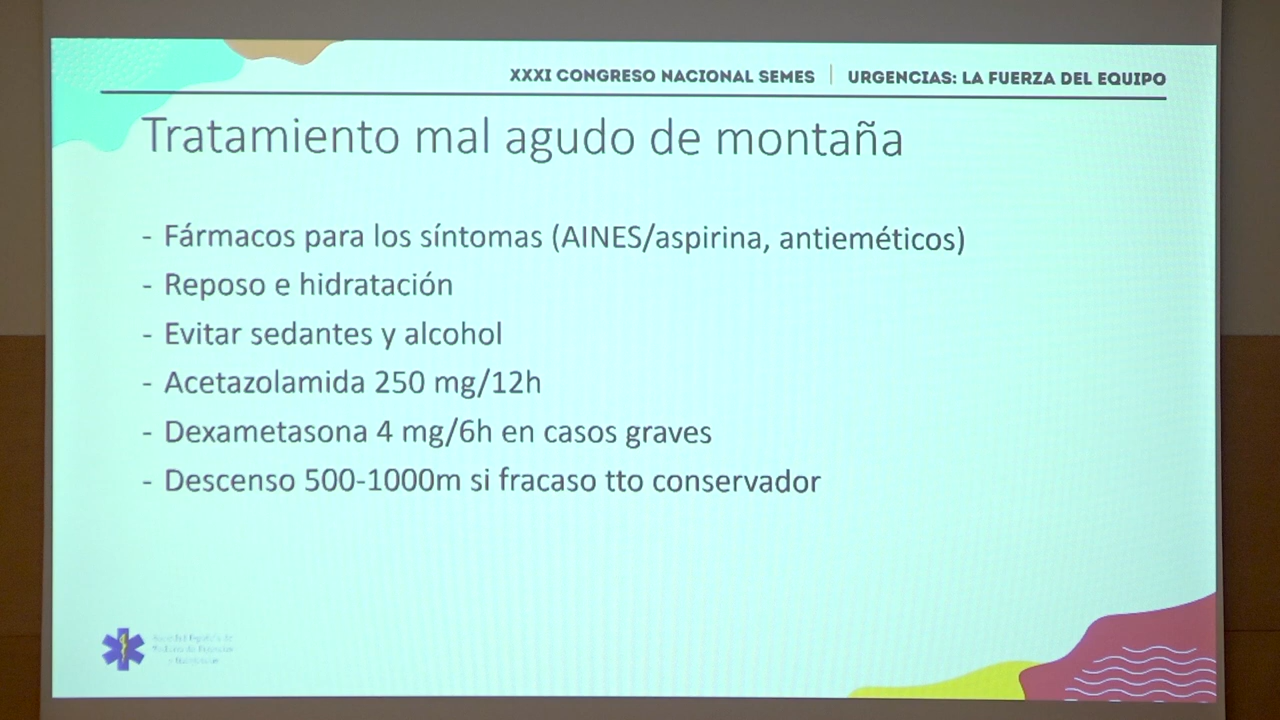 XXXI CONGRESO NACIONAL SEMES | URGENCIAS: LA FUERZA DEL EQUIPO
Tratamiento mal agudo de montaña
- Fármacos para los síntomas (AINES/aspirina, antieméticos)
- Reposo e hidratación
- Evitar sedantes y alcohol
- Acetazolamida 250 mg/12h
- Dexametasona 4 mg/6h en casos graves
- Descenso 500-1000m si fracaso tto conservador